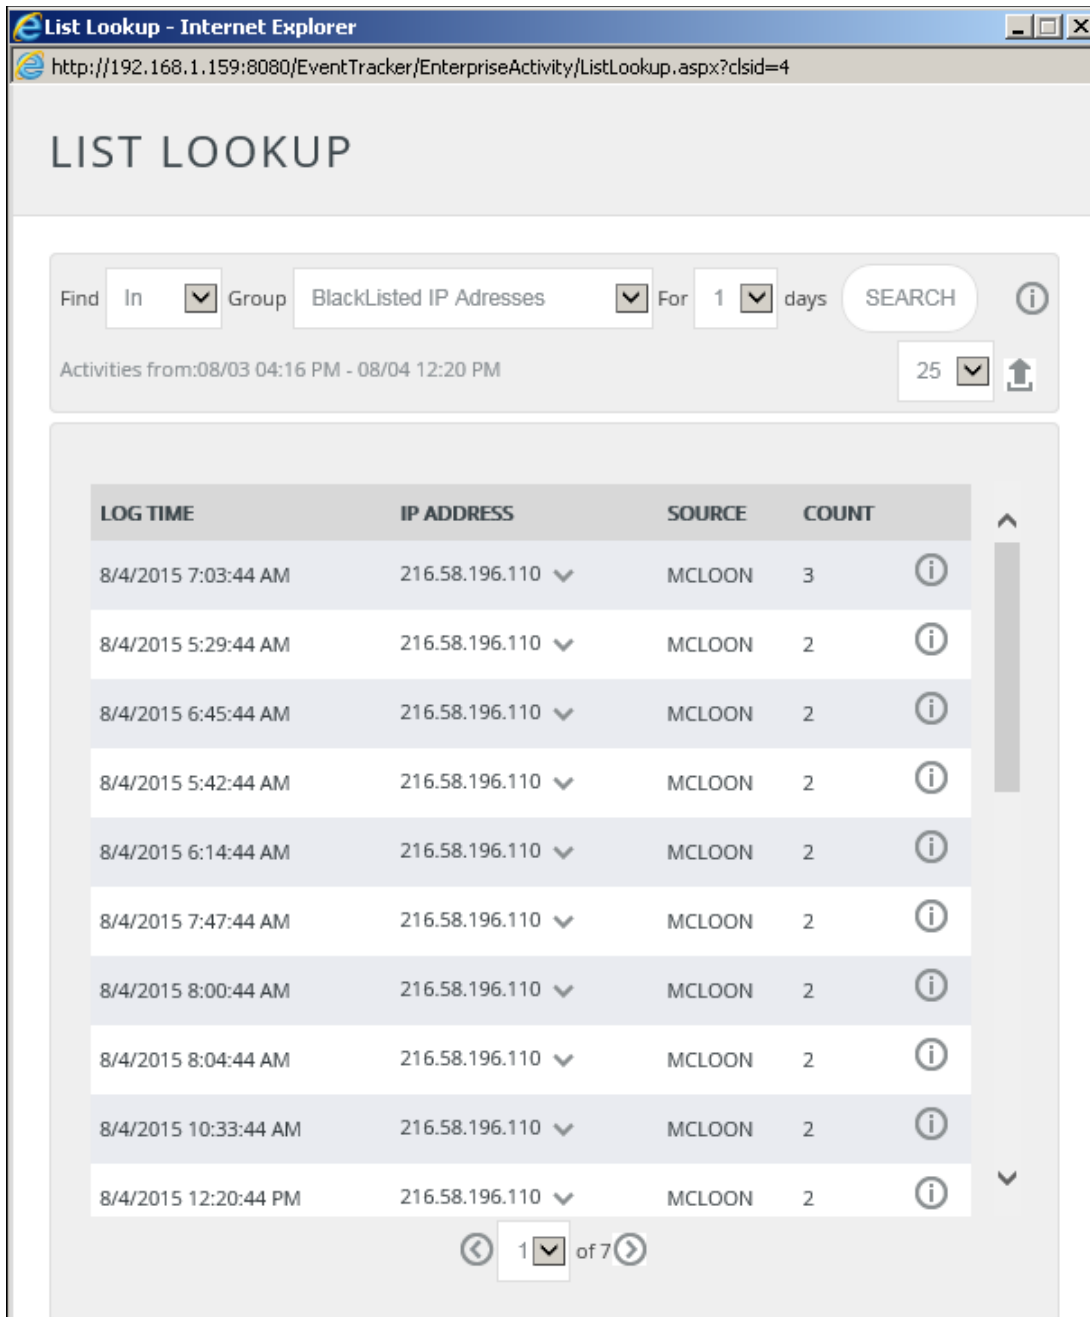 List Lookup - Internet Explorer
http://192.168.1.159:8080/EventTracker/EnterpriseActivity/ListLookup.aspx?clsid=4
LIST LOOKUP
Find In Group BlackListed IP Adresses For 1 days SEARCH
Activities from:08/03 04:16 PM - 08/04 12:20 PM 25
LOG TIME IP ADDRESS SOURCE COUNT
8/4/2015 7:03:44 AM 216.58.196.110 MCLOON 3
8/4/2015 5:29:44 AM 216.58.196.110 MCLOON 2
8/4/2015 6:45:44 AM 216.58.196.110 MCLOON 2
8/4/2015 5:42:44 AM 216.58.196.110 MCLOON 2
8/4/2015 6:14:44 AM 216.58.196.110 MCLOON 2
8/4/2015 7:47:44 AM 216.58.196.110 MCLOON 2
8/4/2015 8:00:44 AM 216.58.196.110 MCLOON 2
8/4/2015 8:04:44 AM 216.58.196.110 MCLOON 2
8/4/2015 10:33:44 AM 216.58.196.110 MCLOON 2
8/4/2015 12:20:44 PM 216.58.196.110 MCLOON 2
1 of 7